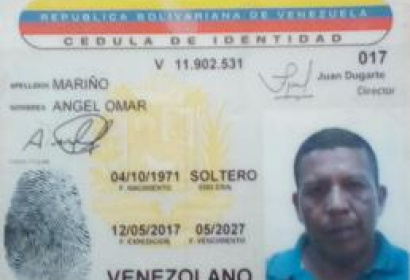 REPUBLICA BOLIVARIANA DE VENEZUELA
CEDULA DE IDENTIDAD
V 11.902.531 017
APELLIDOS MARIÑO
Juan Dugarte
Director
NOMBRES ANGEL OMAR
04/10/1971 SOLTERO
F. NACIMIENTO EDO CIVIL
12/05/2017 05/2027
F. EXPEDICION F. VENCIMIENTO
VENEZOLANO